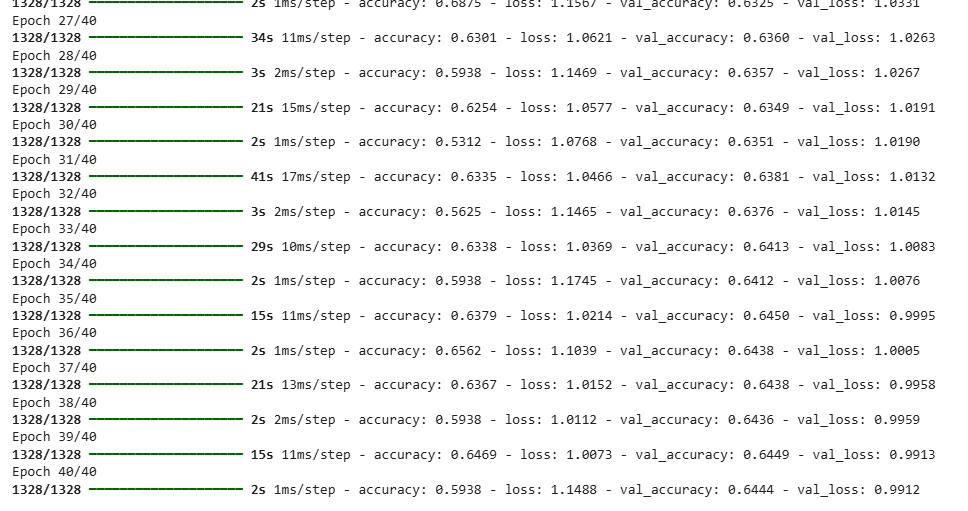 1328/1328 ━━━━━━━━━━━━━━━━━━━━ 2s 1ms/step - accuracy: 0.6875 - loss: 1.1567 - val_accuracy: 0.6325 - val_loss: 1.0331
Epoch 27/40
1328/1328 ━━━━━━━━━━━━━━━━━━━━ 34s 11ms/step - accuracy: 0.6301 - loss: 1.0621 - val_accuracy: 0.6360 - val_loss: 1.0263
Epoch 28/40
1328/1328 ━━━━━━━━━━━━━━━━━━━━ 3s 2ms/step - accuracy: 0.5938 - loss: 1.1469 - val_accuracy: 0.6357 - val_loss: 1.0267
Epoch 29/40
1328/1328 ━━━━━━━━━━━━━━━━━━━━ 21s 15ms/step - accuracy: 0.6254 - loss: 1.0577 - val_accuracy: 0.6349 - val_loss: 1.0191
Epoch 30/40
1328/1328 ━━━━━━━━━━━━━━━━━━━━ 2s 1ms/step - accuracy: 0.5312 - loss: 1.0768 - val_accuracy: 0.6351 - val_loss: 1.0190
Epoch 31/40
1328/1328 ━━━━━━━━━━━━━━━━━━━━ 41s 17ms/step - accuracy: 0.6335 - loss: 1.0466 - val_accuracy: 0.6381 - val_loss: 1.0132
Epoch 32/40
1328/1328 ━━━━━━━━━━━━━━━━━━━━ 3s 2ms/step - accuracy: 0.5625 - loss: 1.1465 - val_accuracy: 0.6376 - val_loss: 1.0145
Epoch 33/40
1328/1328 ━━━━━━━━━━━━━━━━━━━━ 29s 10ms/step - accuracy: 0.6338 - loss: 1.0369 - val_accuracy: 0.6413 - val_loss: 1.0083
Epoch 34/40
1328/1328 ━━━━━━━━━━━━━━━━━━━━ 2s 1ms/step - accuracy: 0.5938 - loss: 1.1745 - val_accuracy: 0.6412 - val_loss: 1.0076
Epoch 35/40
1328/1328 ━━━━━━━━━━━━━━━━━━━━ 15s 11ms/step - accuracy: 0.6379 - loss: 1.0214 - val_accuracy: 0.6450 - val_loss: 0.9995
Epoch 36/40
1328/1328 ━━━━━━━━━━━━━━━━━━━━ 2s 1ms/step - accuracy: 0.6562 - loss: 1.1039 - val_accuracy: 0.6438 - val_loss: 1.0005
Epoch 37/40
1328/1328 ━━━━━━━━━━━━━━━━━━━━ 21s 13ms/step - accuracy: 0.6367 - loss: 1.0152 - val_accuracy: 0.6438 - val_loss: 0.9958
Epoch 38/40
1328/1328 ━━━━━━━━━━━━━━━━━━━━ 2s 2ms/step - accuracy: 0.5938 - loss: 1.0112 - val_accuracy: 0.6436 - val_loss: 0.9959
Epoch 39/40
1328/1328 ━━━━━━━━━━━━━━━━━━━━ 15s 11ms/step - accuracy: 0.6469 - loss: 1.0073 - val_accuracy: 0.6449 - val_loss: 0.9913
Epoch 40/40
1328/1328 ━━━━━━━━━━━━━━━━━━━━ 2s 1ms/step - accuracy: 0.5938 - loss: 1.1488 - val_accuracy: 0.6444 - val_loss: 0.9912